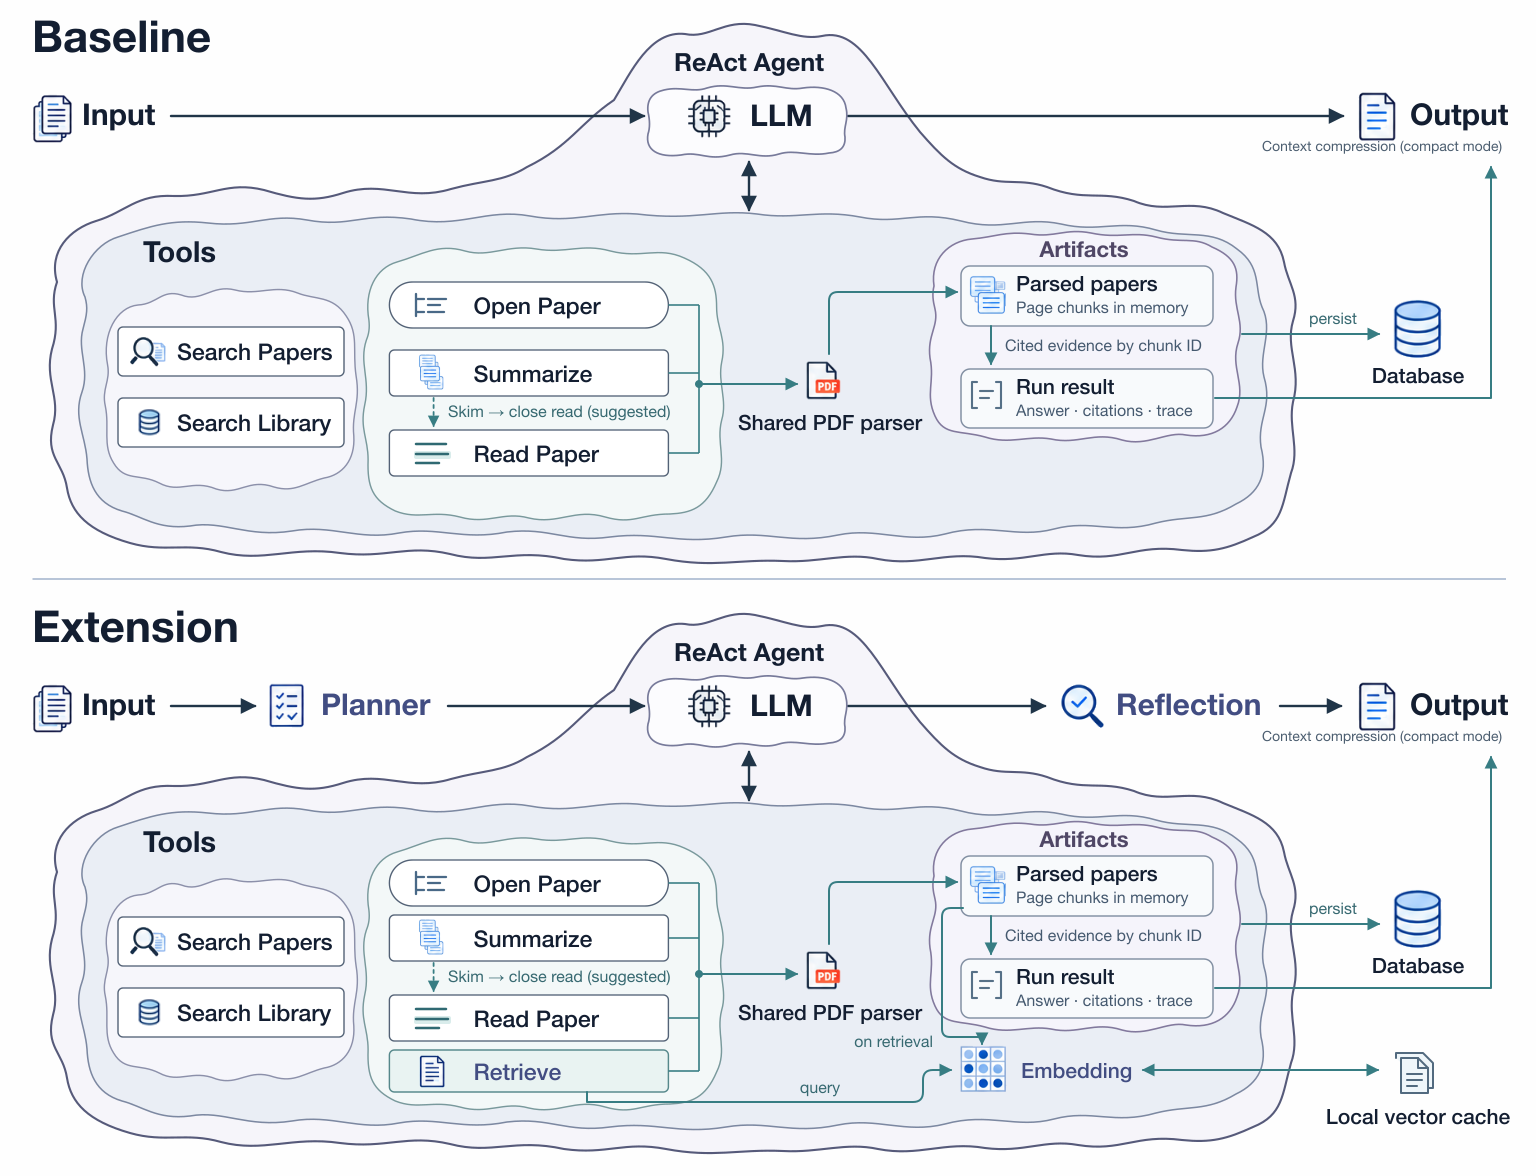 Baseline
ReAct Agent
Input
LLM
Output
Context compression (compact mode)
Tools
Search Papers
Search Library
Open Paper
Summarize
Skim → close read (suggested)
Read Paper
PDF
Shared PDF parser
Artifacts
Parsed papers
Page chunks in memory
Cited evidence by chunk ID
Run result
Answer · citations · trace
persist
Database
Extension
ReAct Agent
Input
Planner
LLM
Reflection
Output
Context compression (compact mode)
Tools
Search Papers
Search Library
Open Paper
Summarize
Skim → close read (suggested)
Read Paper
Retrieve
PDF
Shared PDF parser
Artifacts
Parsed papers
Page chunks in memory
Cited evidence by chunk ID
Run result
Answer · citations · trace
persist
Database
on retrieval
query
Embedding
Local vector cache